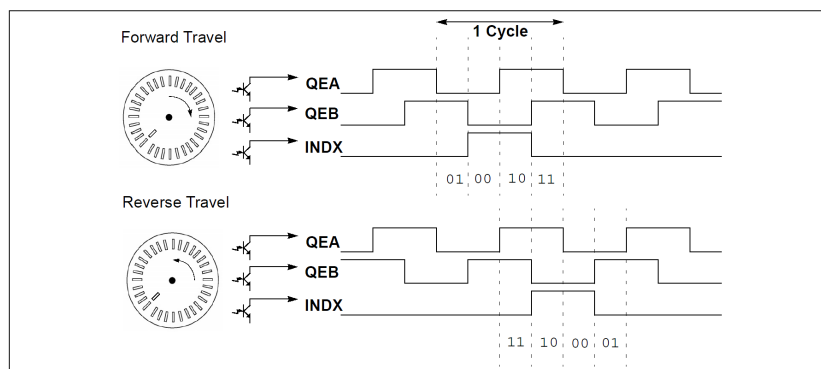 1 Cycle
Forward Travel
QEA
QEB
INDX
01 00 10 11
Reverse Travel
QEA
QEB
INDX
11 10 00 01